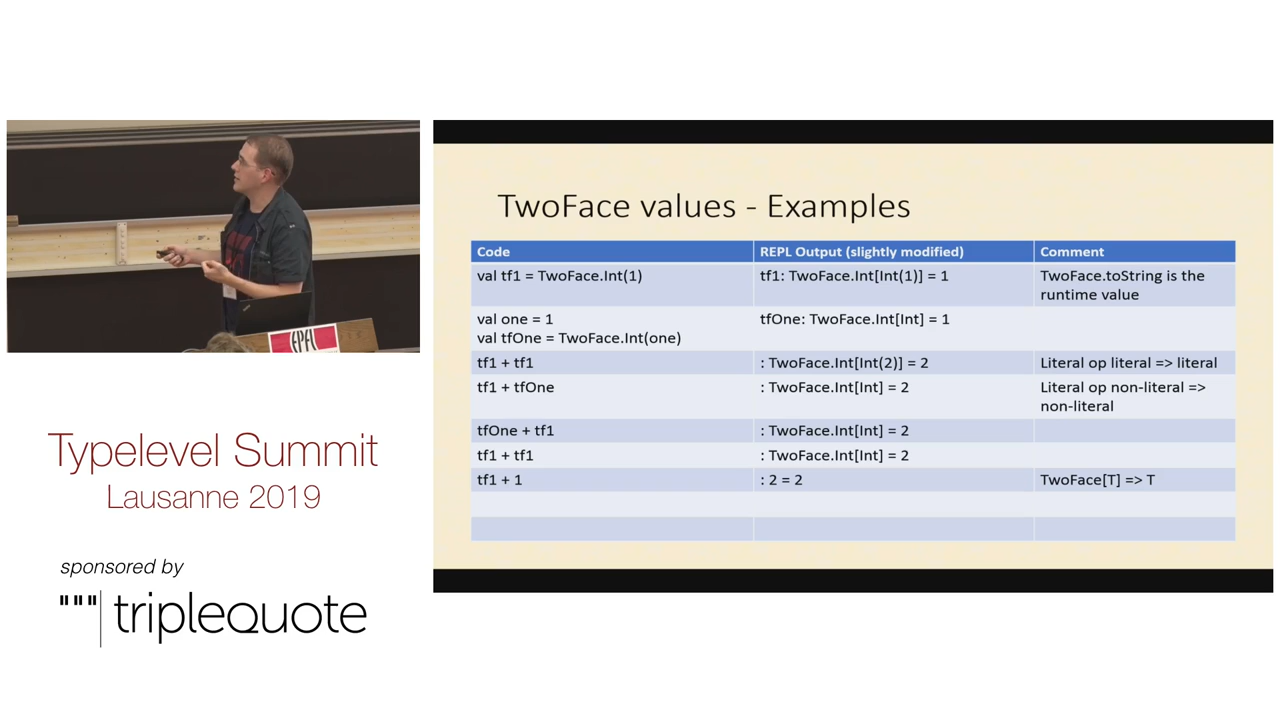 EPFL
Typelevel Summit
Lausanne 2019
sponsored by
"""|triplequote
TwoFace values - Examples
Code REPL Output (slightly modified) Comment
val tf1 = TwoFace.Int(1) tf1: TwoFace.Int[Int(1)] = 1 TwoFace.toString is the
runtime value
val one = 1 tfOne: TwoFace.Int[Int] = 1
val tfOne = TwoFace.Int(one)
tf1 + tf1 : TwoFace.Int[Int(2)] = 2 Literal op literal => literal
tf1 + tfOne : TwoFace.Int[Int] = 2 Literal op non-literal =>
non-literal
tfOne + tf1 : TwoFace.Int[Int] = 2
tf1 + tf1 : TwoFace.Int[Int] = 2
tf1 + 1 : 2 = 2 TwoFace[T] => T